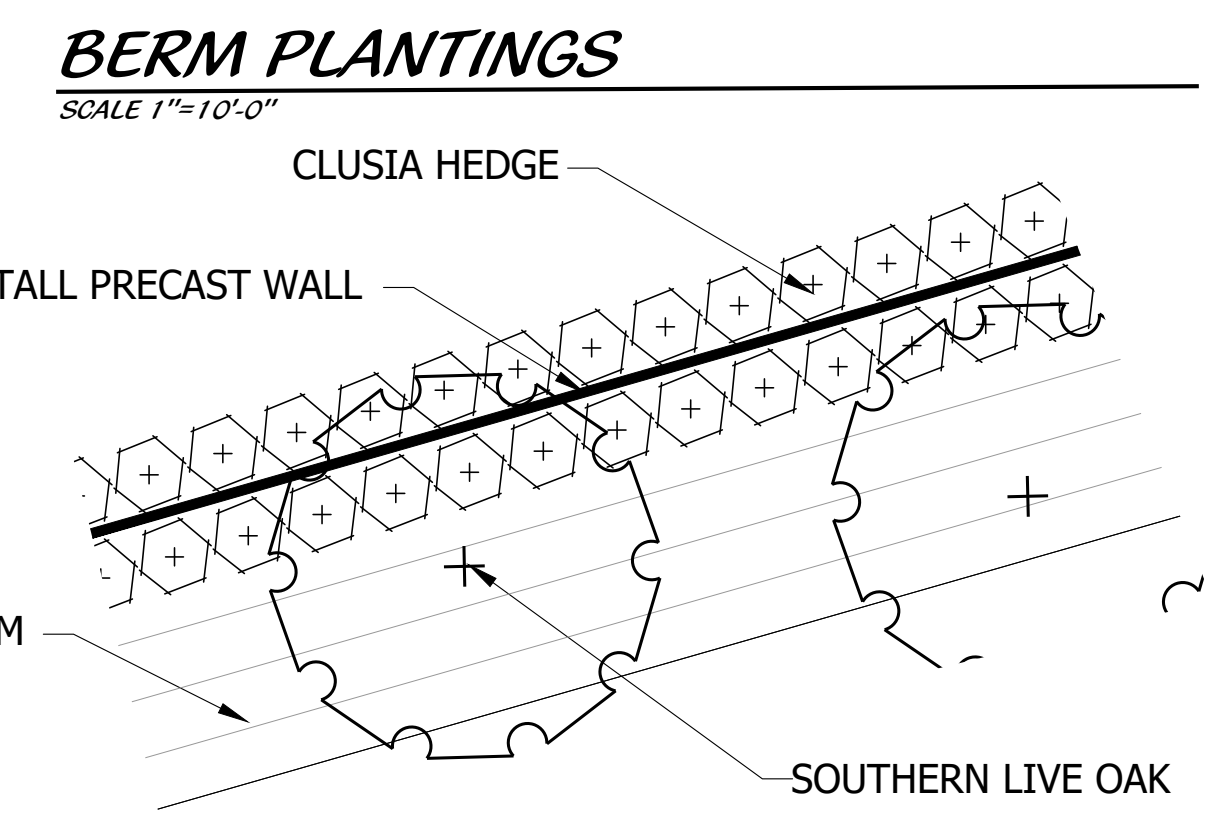 BERM PLANTINGS
SCALE 1"=10'-0"
CLUSIA HEDGE
TALL PRECAST WALL
M
SOUTHERN LIVE OAK